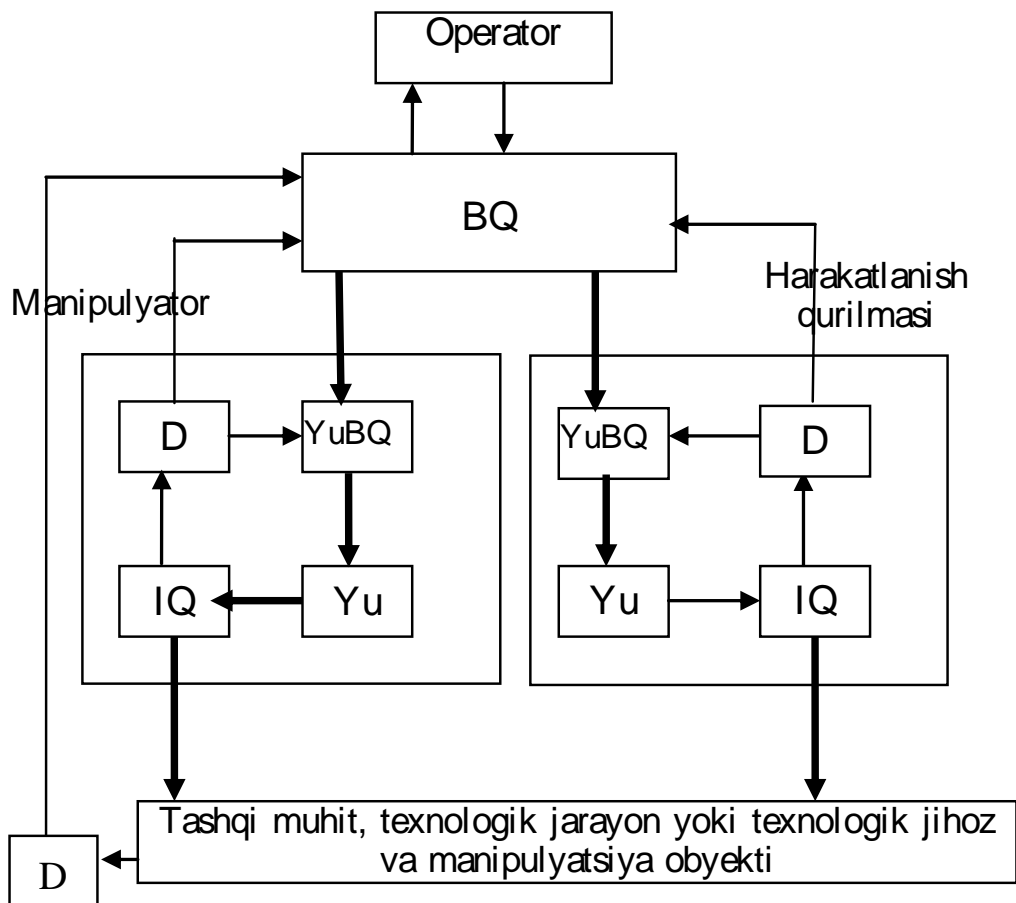 Operator
BQ
Manipulyator
Harakatlanish
qurilmasi
D
YuBQ
YuBQ
D
IQ
Yu
Yu
IQ
Tashqi muhit, texnologik jarayon yoki texnologik jihoz
va manipulyatsiya obyekti
D